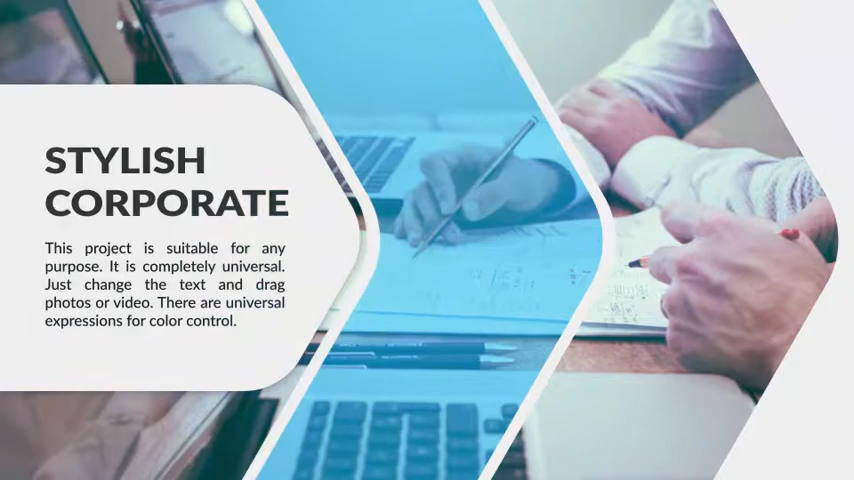 STYLISH
CORPORATE
This project is suitable for any
purpose. It is completely universal.
Just change the text and drag
photos or video. There are universal
expressions for color control.